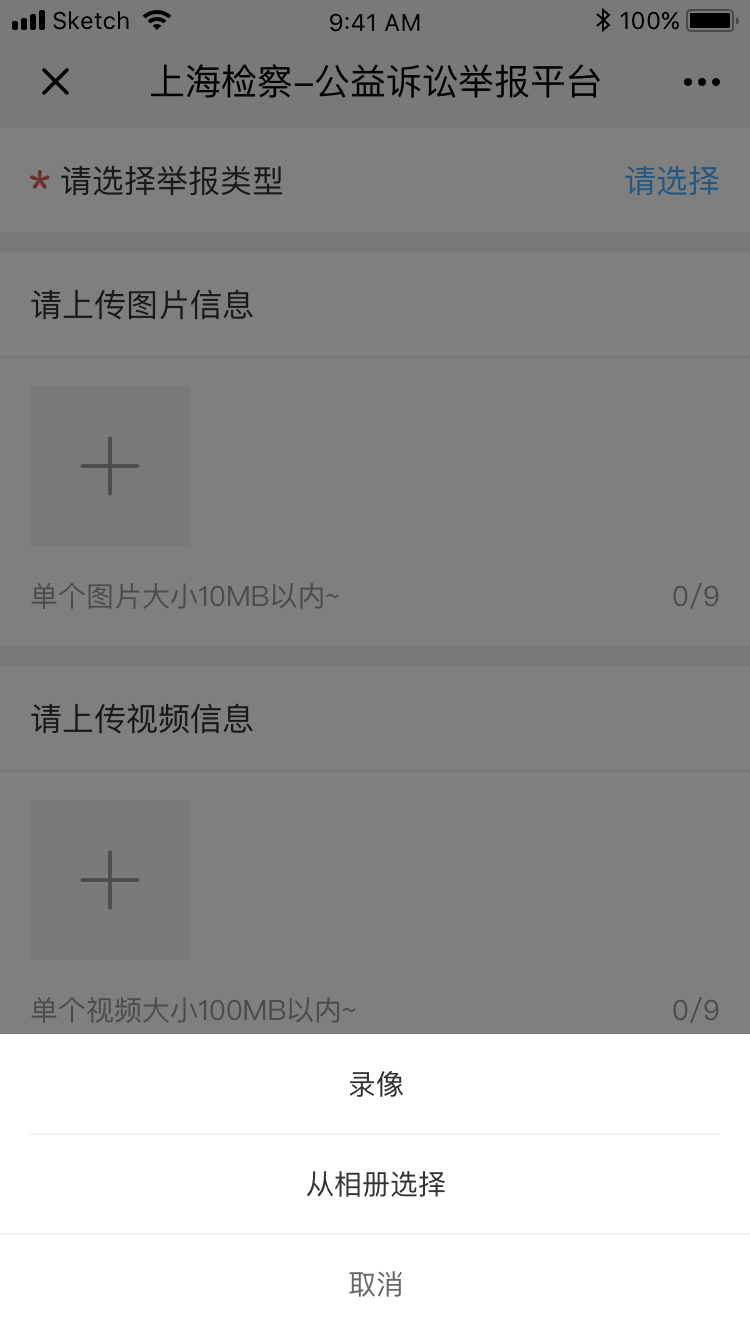 Sketch 9:41 AM 100%
上海检察-公益诉讼举报平台
* 请选择举报类型 请选择
请上传图片信息
单个图片大小10MB以内~ 0/9
请上传视频信息
单个视频大小100MB以内~ 0/9
录像
从相册选择
取消